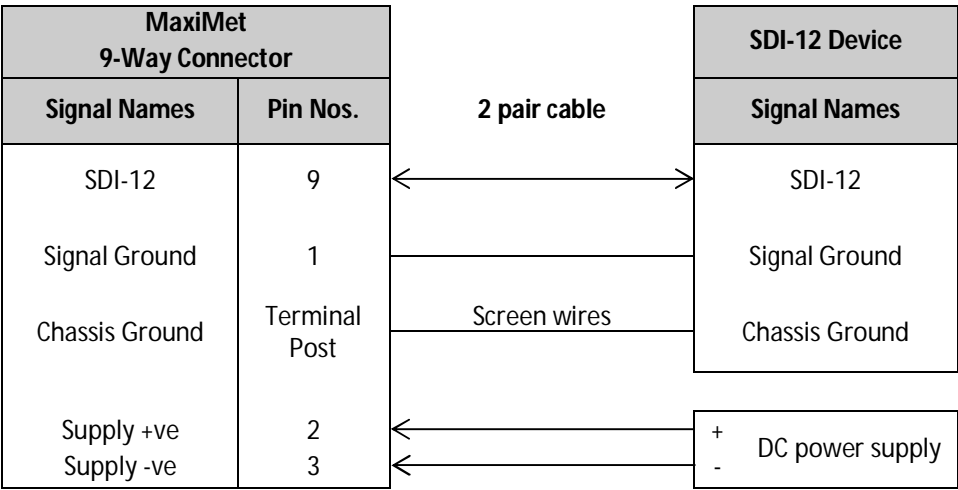 MaxiMet
9-Way Connector
SDI-12 Device
Signal Names Pin Nos. 2 pair cable Signal Names
SDI-12 9 SDI-12
Signal Ground 1 Signal Ground
Chassis Ground Terminal Post Screen wires Chassis Ground
Supply +ve 2 +
Supply -ve 3 -
DC power supply